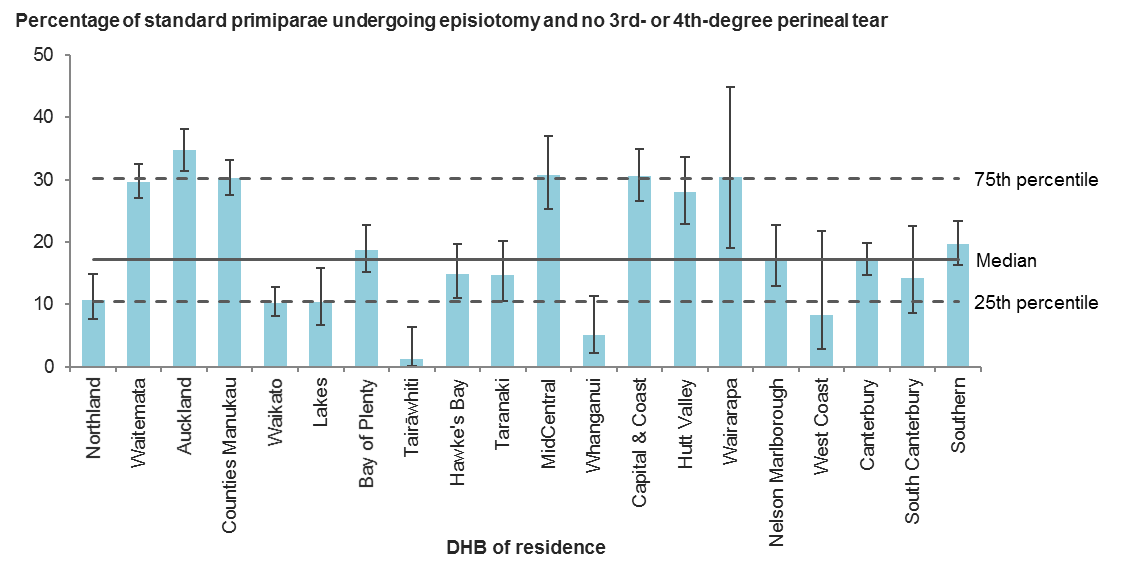 Percentage of standard primiparae undergoing episiotomy and no 3rd- or 4th-degree perineal tear
50
40
30
20
10
0
75th percentile
Median
25th percentile
Northland
Waitemata
Auckland
Counties Manukau
Waikato
Lakes
Bay of Plenty
Tairāwhiti
Hawke's Bay
Taranaki
MidCentral
Whanganui
Capital & Coast
Hutt Valley
Wairarapa
Nelson Marlborough
West Coast
Canterbury
South Canterbury
Southern
DHB of residence